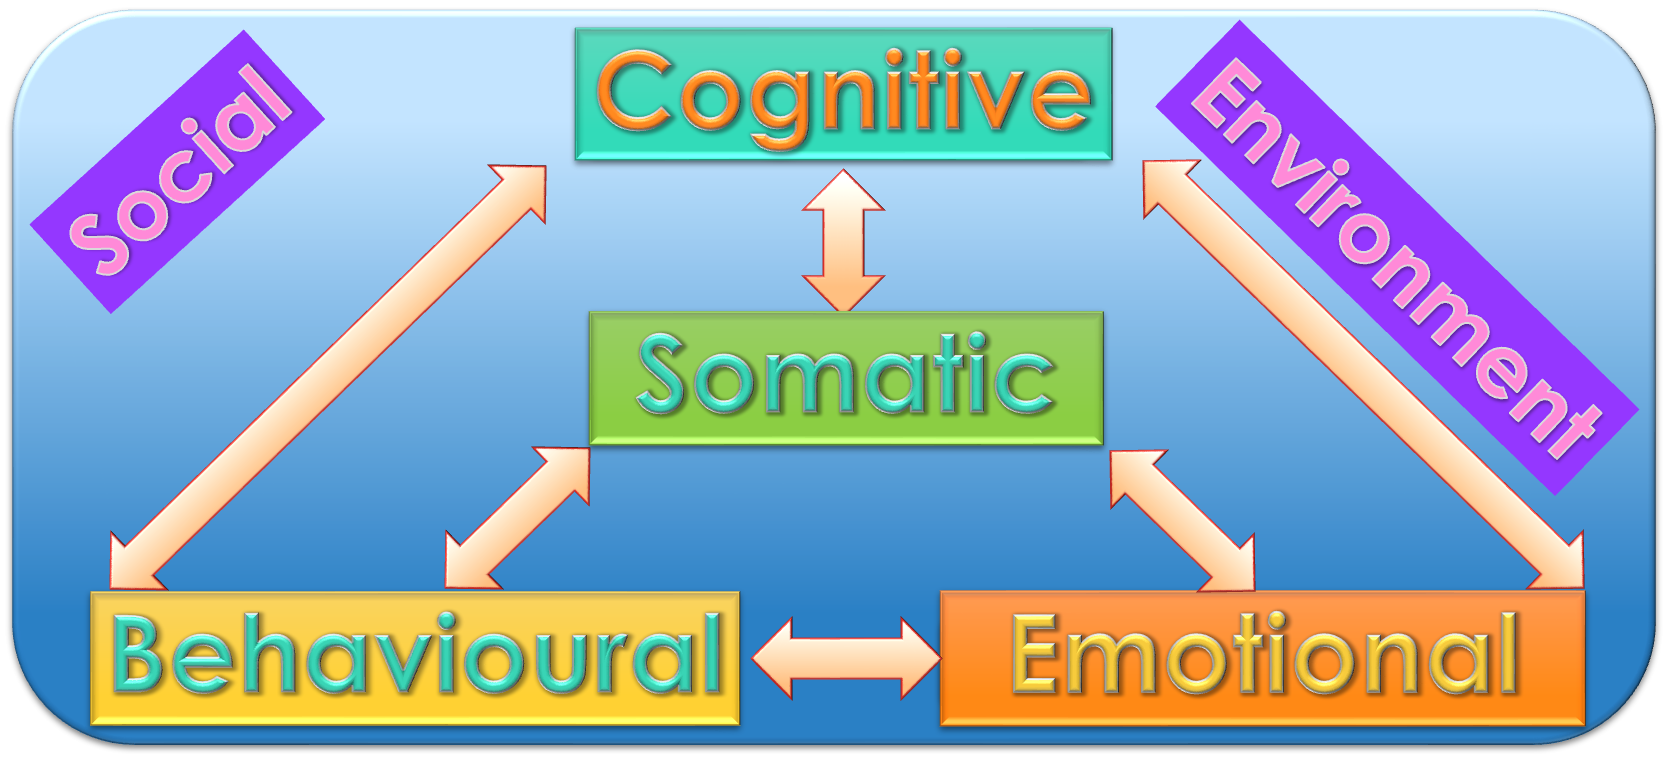 Social
Cognitive
Environment
Somatic
Behavioural
Emotional